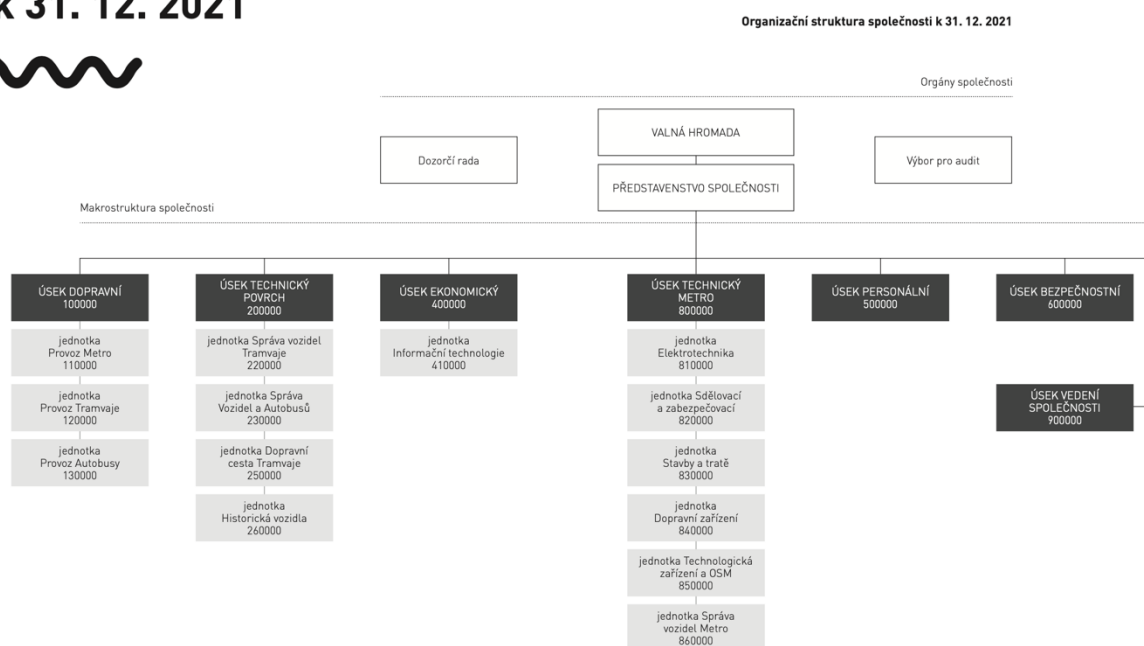 k 31. 12. 2021
Organizační struktura společnosti k 31. 12. 2021
Orgány společnosti
VALNÁ HROMADA
Dozorčí rada
Výbor pro audit
PŘEDSTAVENSTVO SPOLEČNOSTI
Makrostruktura společnosti
ÚSEK DOPRAVNÍ
100000
jednotka
Provoz Metro
110000
jednotka
Provoz Tramvaje
120000
jednotka
Provoz Autobusy
130000
ÚSEK TECHNICKÝ
POVRCH
200000
jednotka Správa vozidel
Tramvaje
220000
jednotka Správa
Vozidel a Autobusů
230000
jednotka Dopravní
cesta Tramvaje
250000
jednotka
Historická vozidla
260000
ÚSEK EKONOMICKÝ
400000
jednotka
Informační technologie
410000
ÚSEK TECHNICKÝ
METRO
800000
jednotka
Elektrotechnika
810000
jednotka Sdělovací
a zabezpečovací
820000
jednotka
Stavby a tratě
830000
jednotka
Dopravní zařízení
840000
jednotka Technologická
zařízení a OSM
850000
jednotka Správa
vozidel Metro
860000
ÚSEK PERSONÁLNÍ
500000
ÚSEK BEZPEČNOSTNÍ
600000
ÚSEK VEDENÍ
SPOLEČNOSTI
900000